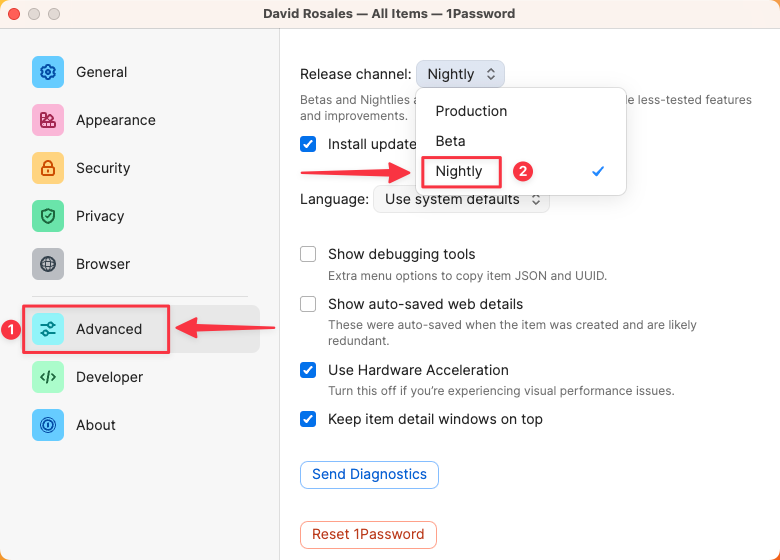 David Rosales — All Items — 1Password
General
Appearance
Security
Privacy
Browser
1
Advanced
Developer
About
Release channel: Nightly
Production
Beta
Nightly
2
Betas and Nightlies
le less-tested features
and improvements.
Install update
Language: Use system defaults
Show debugging tools
Extra menu options to copy item JSON and UUID.
Show auto-saved web details
These were auto-saved when the item was created and are likely
redundant.
Use Hardware Acceleration
Turn this off if you’re experiencing visual performance issues.
Keep item detail windows on top
Send Diagnostics
Reset 1Password